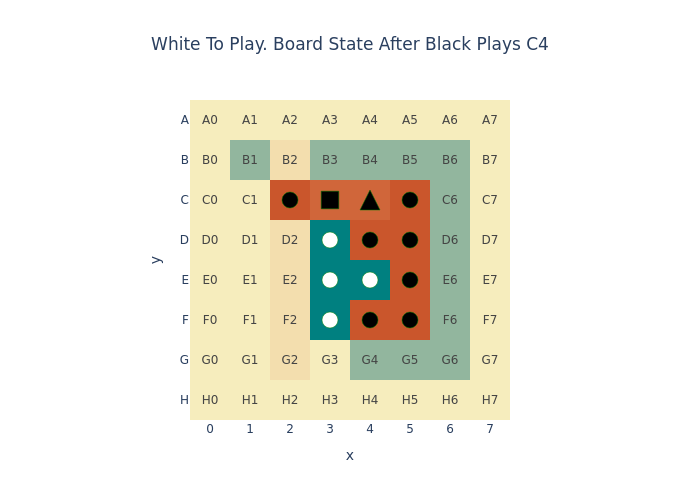 White To Play. Board State After Black Plays C4
A A0 A1 A2 A3 A4 A5 A6 A7
B B0 B1 B2 B3 B4 B5 B6 B7
C C0 C1 C6 C7
D D0 D1 D2 D6 D7
y
E E0 E1 E2 E6 E7
F F0 F1 F2 F6 F7
G G0 G1 G2 G3 G4 G5 G6 G7
H H0 H1 H2 H3 H4 H5 H6 H7
0 1 2 3 4 5 6 7
x